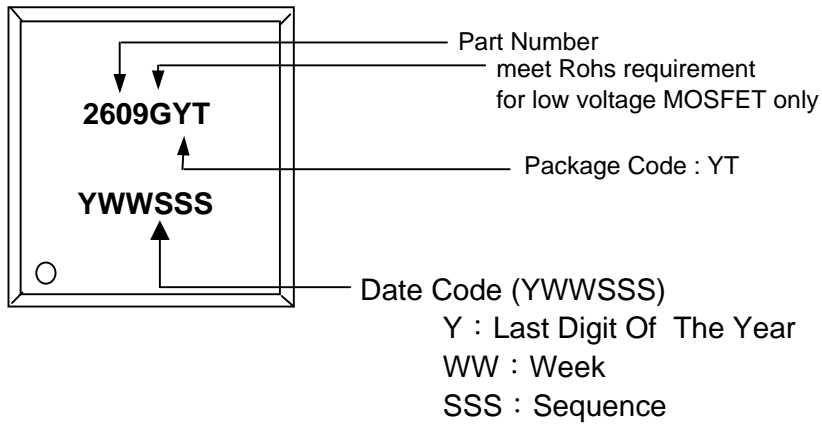 Part Number
meet Rohs requirement
for low voltage MOSFET only
2609GYT
Package Code : YT
YWWSSS
Date Code (YWWSSS)
Y：Last Digit Of The Year
WW：Week
SSS：Sequence